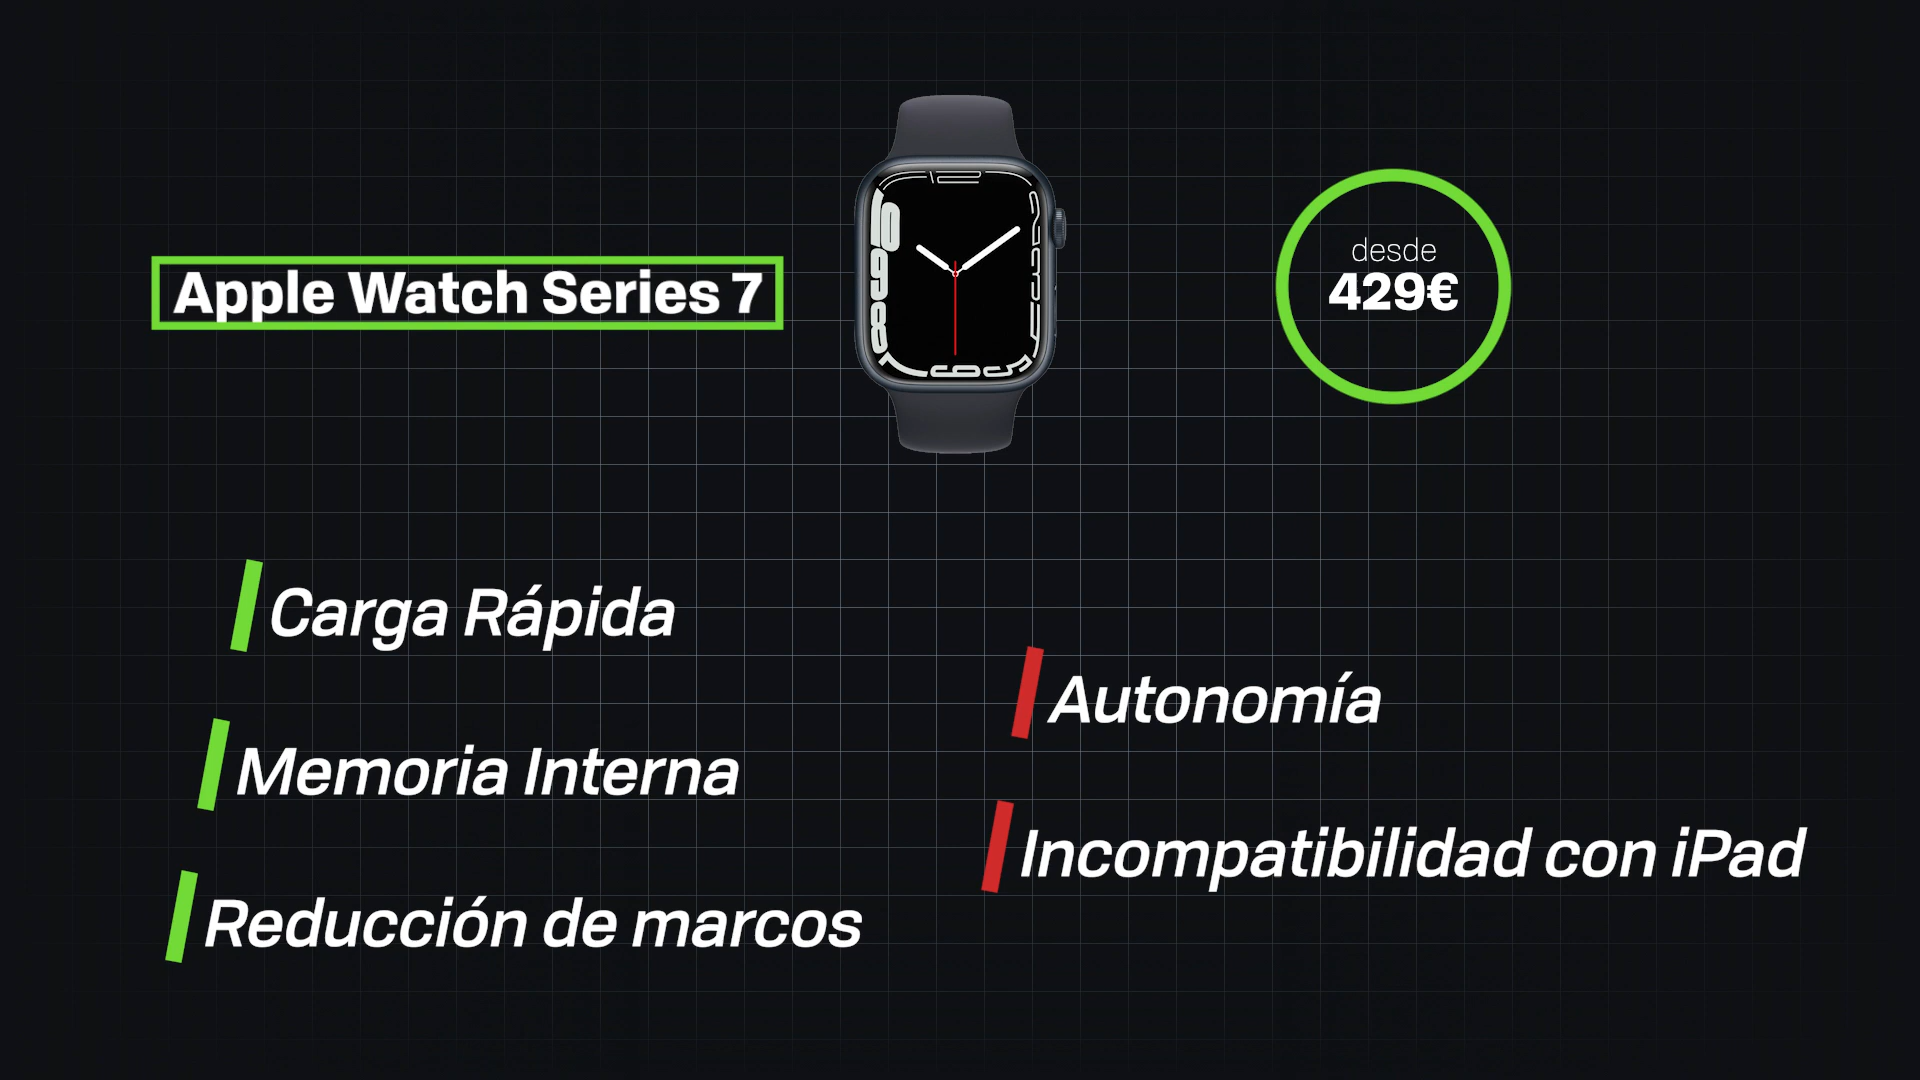 Apple Watch Series 7
desde
429€
Carga Rápida
Memoria Interna
Reducción de marcos
Autonomía
Incompatibilidad con iPad